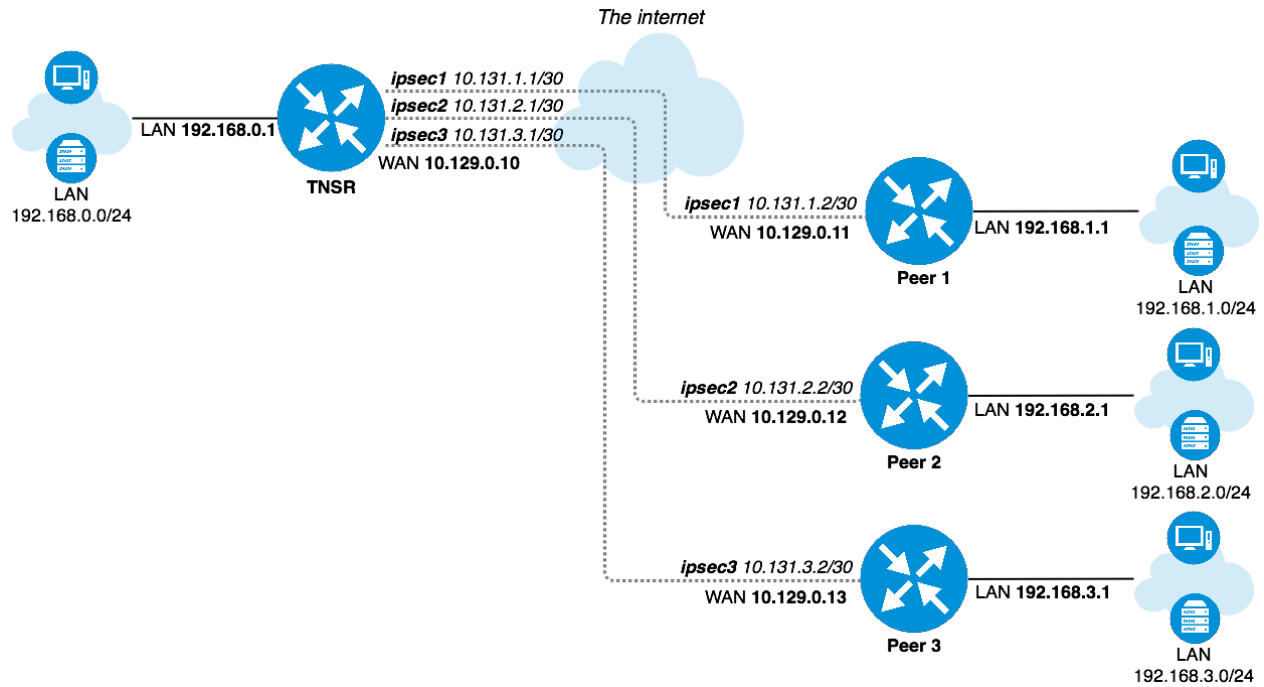 The internet
ipsec1 10.131.1.1/30
ipsec2 10.131.2.1/30
ipsec3 10.131.3.1/30
LAN 192.168.0.1
WAN 10.129.0.10
TNSR
LAN
192.168.0.0/24
ipsec1 10.131.1.2/30
WAN 10.129.0.11
LAN 192.168.1.1
Peer 1
LAN
192.168.1.0/24
ipsec2 10.131.2.2/30
WAN 10.129.0.12
LAN 192.168.2.1
Peer 2
LAN
192.168.2.0/24
ipsec3 10.131.3.2/30
WAN 10.129.0.13
LAN 192.168.3.1
Peer 3
LAN
192.168.3.0/24